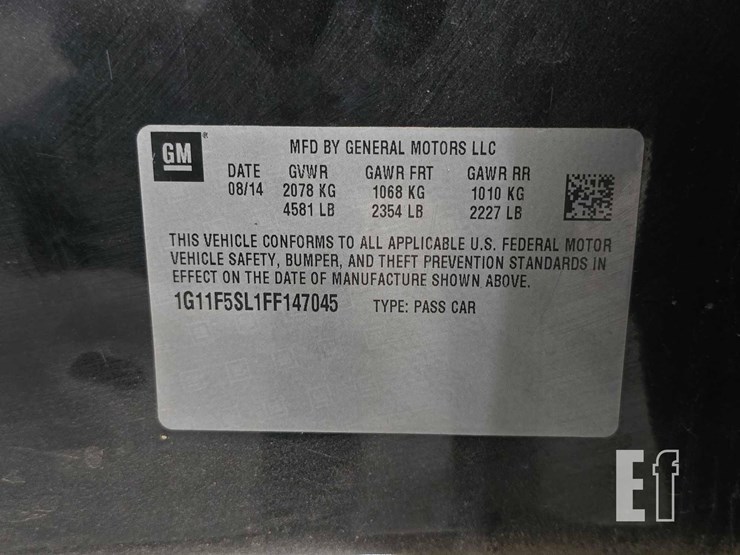 GM ®
MFD BY GENERAL MOTORS LLC
DATE GVWR GAWR FRT GAWR RR
08/14 2078 KG 1068 KG 1010 KG
4581 LB 2354 LB 2227 LB
THIS VEHICLE CONFORMS TO ALL APPLICABLE U.S. FEDERAL MOTOR
VEHICLE SAFETY, BUMPER, AND THEFT PREVENTION STANDARDS IN
EFFECT ON THE DATE OF MANUFACTURE SHOWN ABOVE.
1G11F5SL1FF147045 TYPE: PASS CAR
Ef